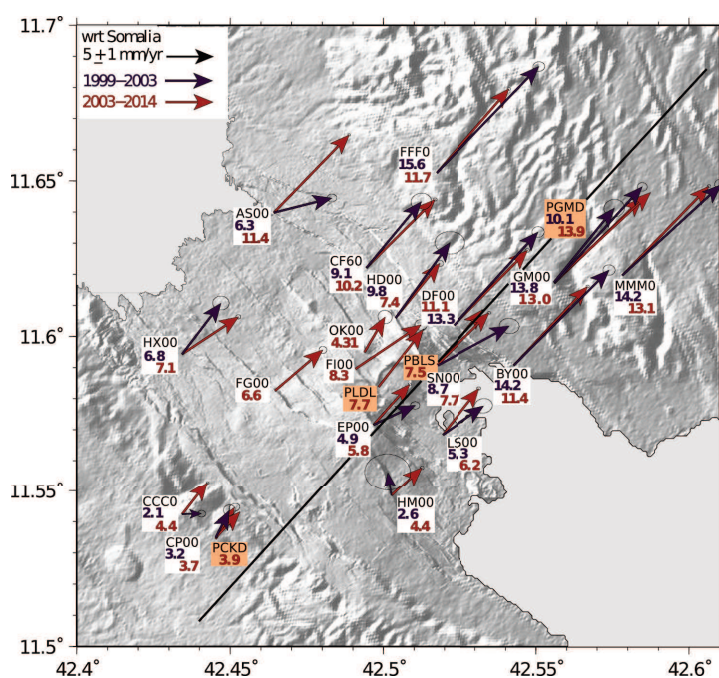 11.7°
wrt Somalia
5 ± 1 mm/yr
1999–2003
2003–2014
FFF0
15.6
11.7
11.65°
AS00
6.3
11.4
PGMD
10.1
13.9
CF60
9.1
10.2
HD00
9.8
7.4
DF00
11.1
13.3
GM00
13.8
13.0
MMM0
14.2
13.1
11.6°
HX00
6.8
7.1
OK00
4.31
FI00
8.3
PBLS
7.5
FG00
6.6
PLDL
7.7
SN00
8.7
7.7
BY00
14.2
11.4
EP00
4.9
5.8
LS00
5.3
6.2
11.55°
CCC0
2.1
4.4
HM00
2.6
4.4
CP00
3.2
3.7
PCKD
3.9
11.5°
42.4° 42.45° 42.5° 42.55° 42.6°